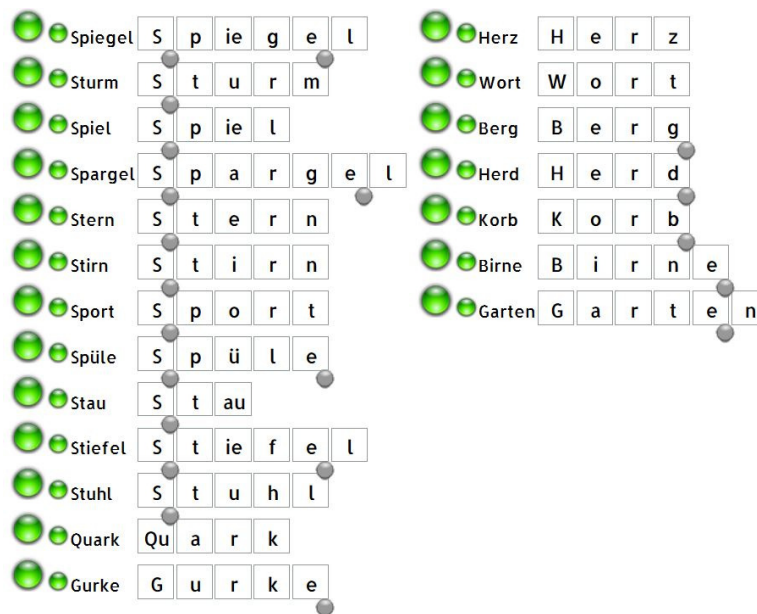 Spiegel S p ie g e l
Sturm S t u r m
Spiel S p ie l
Spargel S p a r g e l
Stern S t e r n
Stirn S t i r n
Sport S p o r t
Spüle S p ü l e
Stau S t au
Stiefel S t ie f e l
Stuhl S t u h l
Quark Qu a r k
Gurke G u r k e
Herz H e r z
Wort W o r t
Berg B e r g
Herd H e r d
Korb K o r b
Birne B i r n e
Garten G a r t e n